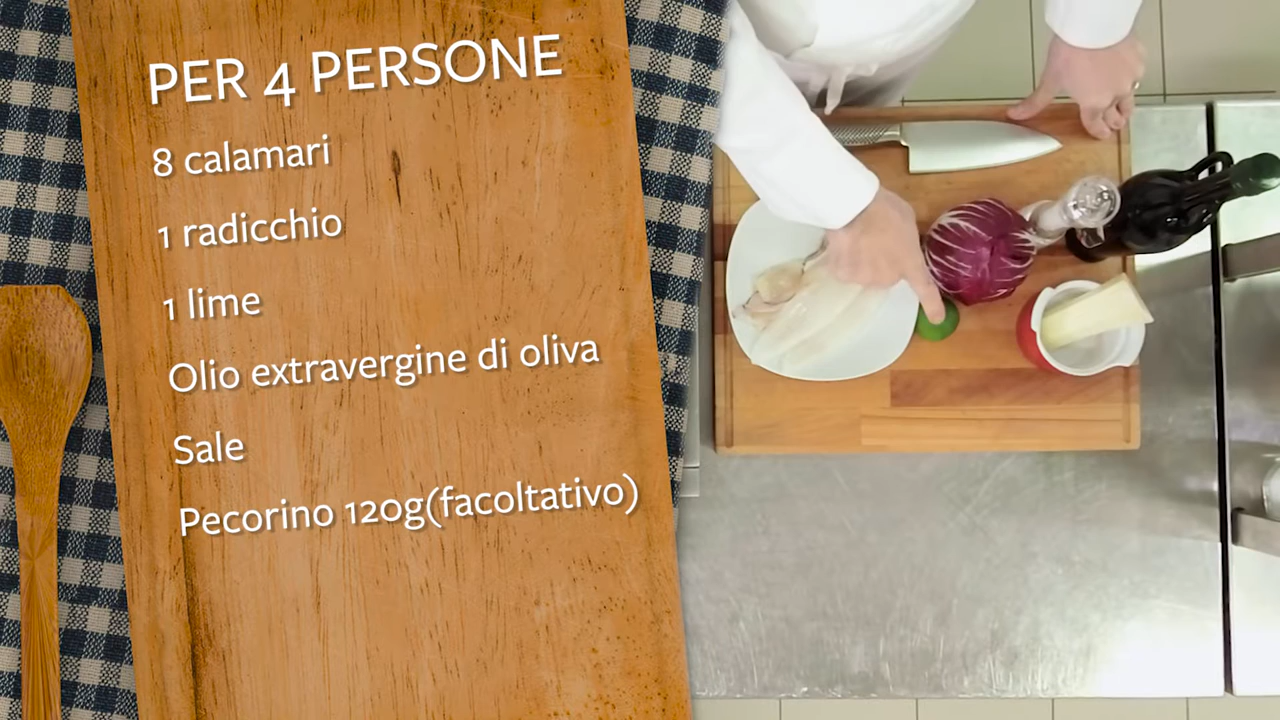 PER 4 PERSONE
8 calamari
1 radicchio
1 lime
Olio extravergine di oliva
Sale
Pecorino 120g(facoltativo)